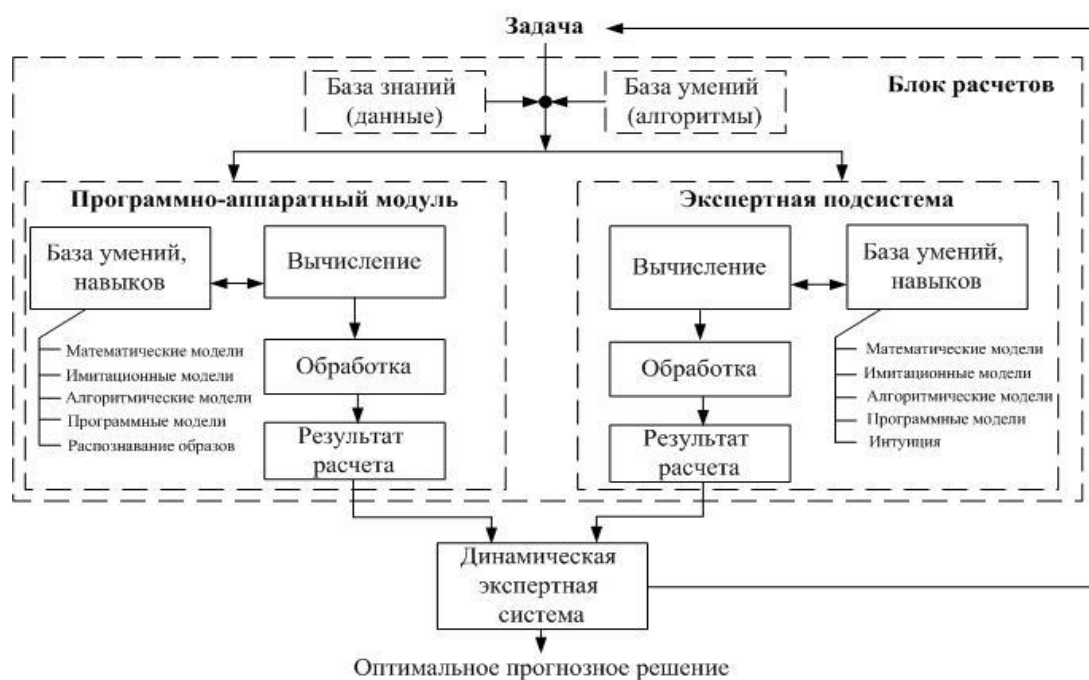 Задача
Блок расчетов
База знаний
(данные)
База умений
(алгоритмы)
Программно-аппаратный модуль
База умений,
навыков
Вычисление
Математические модели
Имитационные модели
Алгоритмические модели
Программные модели
Распознавание образов
Обработка
Результат
расчета
Экспертная подсистема
Вычисление
База умений,
навыков
Обработка
Математические модели
Имитационные модели
Алгоритмические модели
Программные модели
Интуиция
Результат
расчета
Динамическая
экспертная
система
Оптимальное прогнозное решение